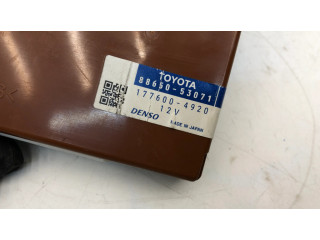 TOYOTA
88650-53071
177600-4920
12V
DENSO
MADE IN JAPAN